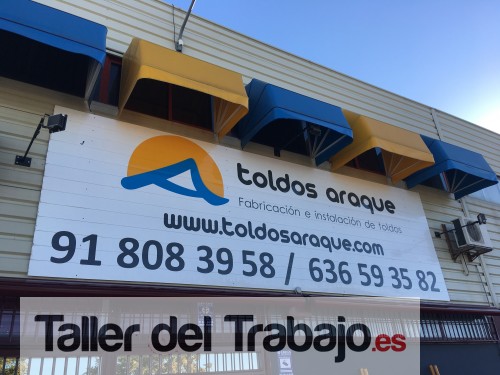 toldos araque
Fabricación e instalación de toldos
www.toldosaraque.com
91 808 39 58 / 636 59 35 82
Taller del Trabajo.es